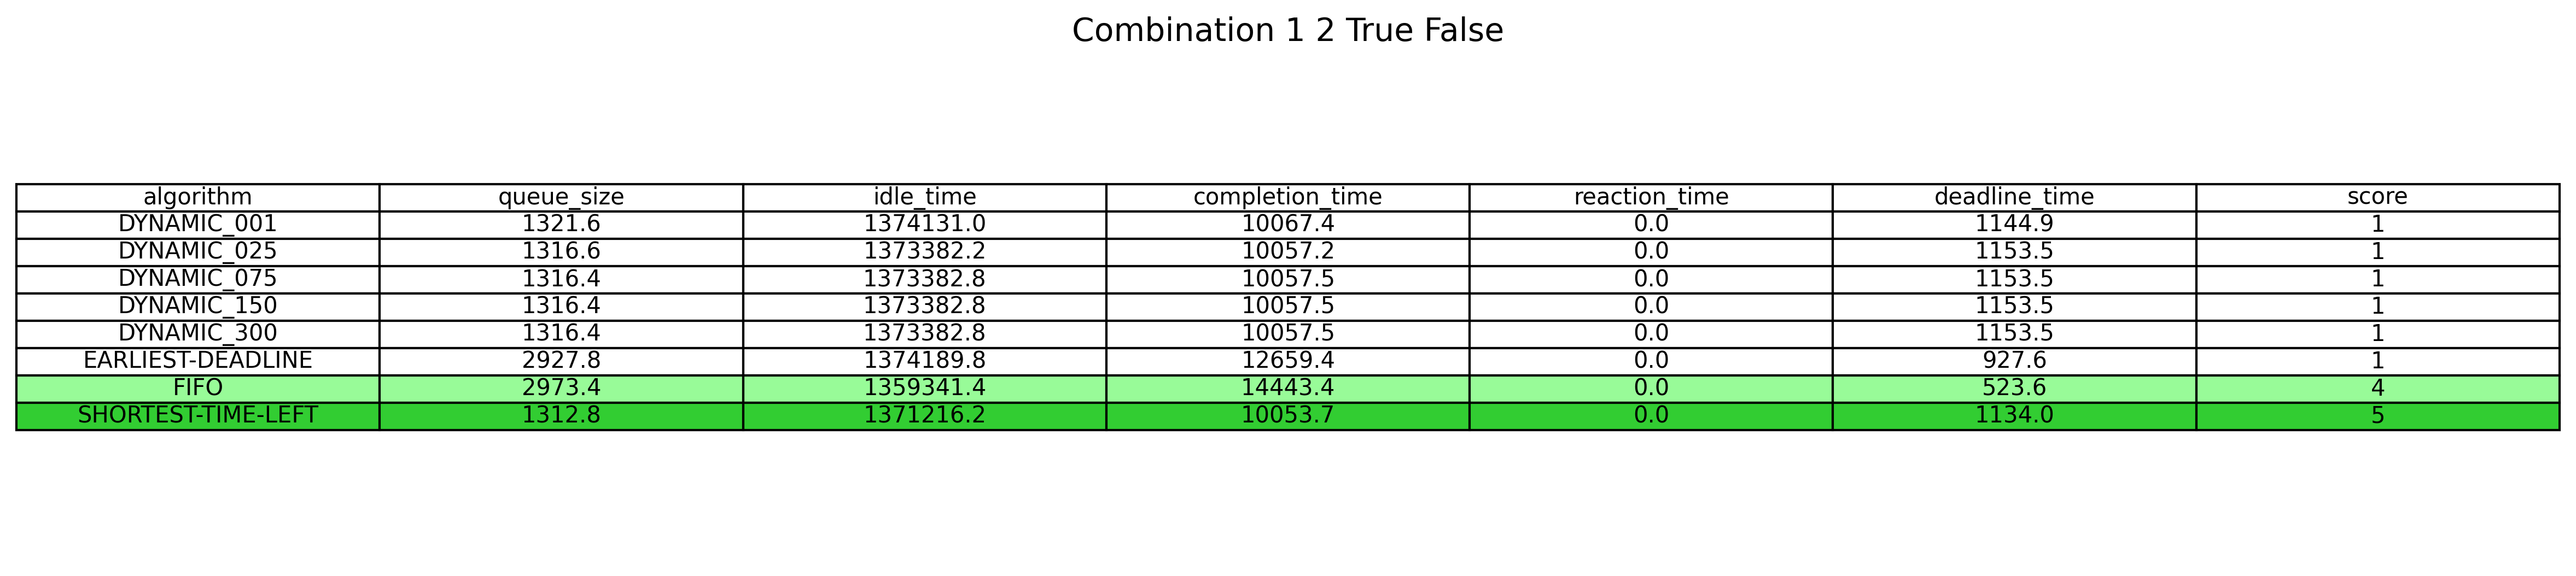 Combination 1 2 True False
algorithm queue_size idle_time completion_time reaction_time deadline_time score
DYNAMIC_001 1321.6 1374131.0 10067.4 0.0 1144.9 1
DYNAMIC_025 1316.6 1373382.2 10057.2 0.0 1153.5 1
DYNAMIC_075 1316.4 1373382.8 10057.5 0.0 1153.5 1
DYNAMIC_150 1316.4 1373382.8 10057.5 0.0 1153.5 1
DYNAMIC_300 1316.4 1373382.8 10057.5 0.0 1153.5 1
EARLIEST-DEADLINE 2927.8 1374189.8 12659.4 0.0 927.6 1
FIFO 2973.4 1359341.4 14443.4 0.0 523.6 4
SHORTEST-TIME-LEFT 1312.8 1371216.2 10053.7 0.0 1134.0 5